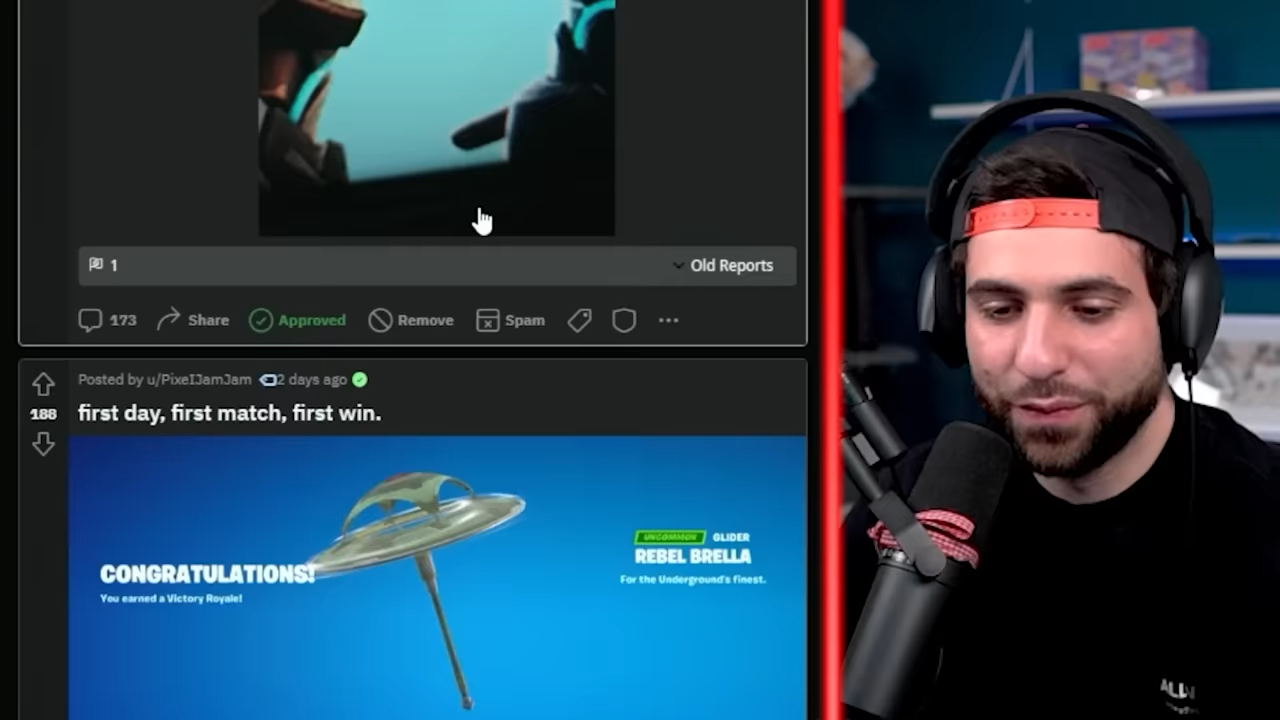 1
Old Reports
173 Share Approved Remove Spam
Posted by u/PixelJamJam 2 days ago
188
first day, first match, first win.
UNCOMMON GLIDER
REBEL BRELLA
For the Underground's finest.
CONGRATULATIONS!
You earned a Victory Royale!